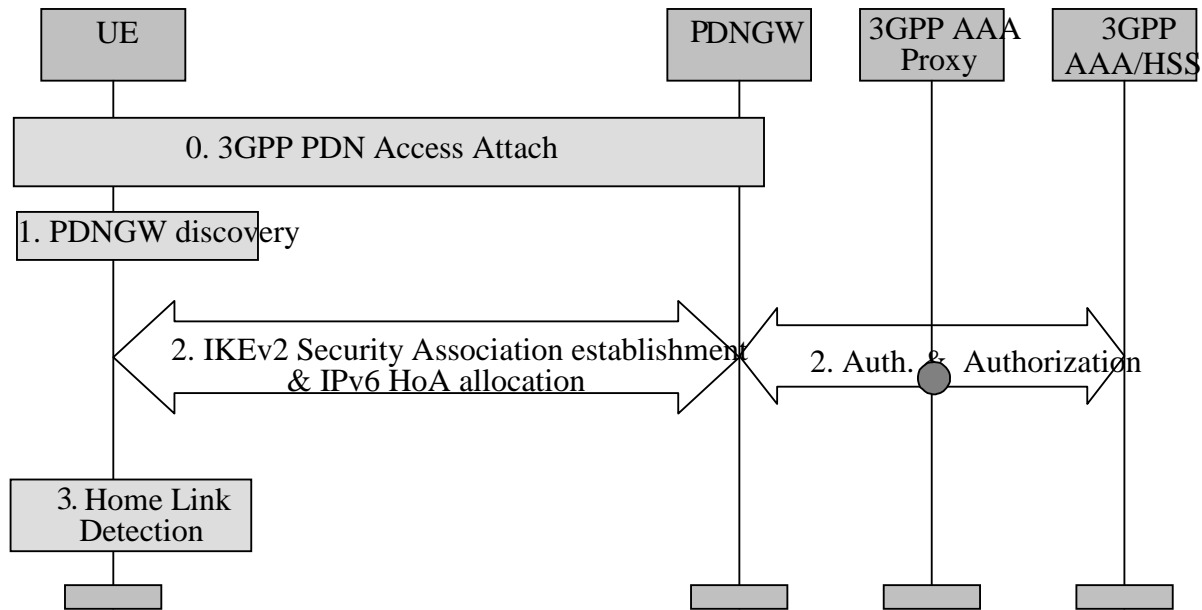 UE
PDNGW
3GPP AAA
Proxy
3GPP
AAA/HSS
0. 3GPP PDN Access Attach
1. PDNGW discovery
2. IKEv2 Security Association establishment
& IPv6 HoA allocation
2. Auth. & Authorization
3. Home Link
Detection